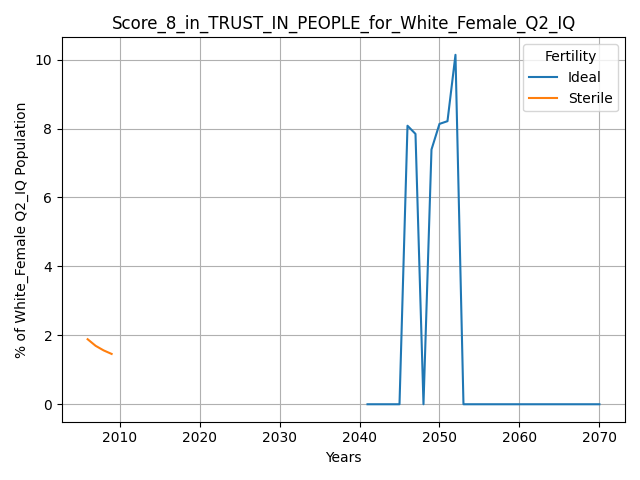 Score_8_in_TRUST_IN_PEOPLE_for_White_Female_Q2_IQ
Fertility
Ideal
Sterile
% of White_Female Q2_IQ Population
10
8
6
4
2
0
2010 2020 2030 2040 2050 2060 2070
Years